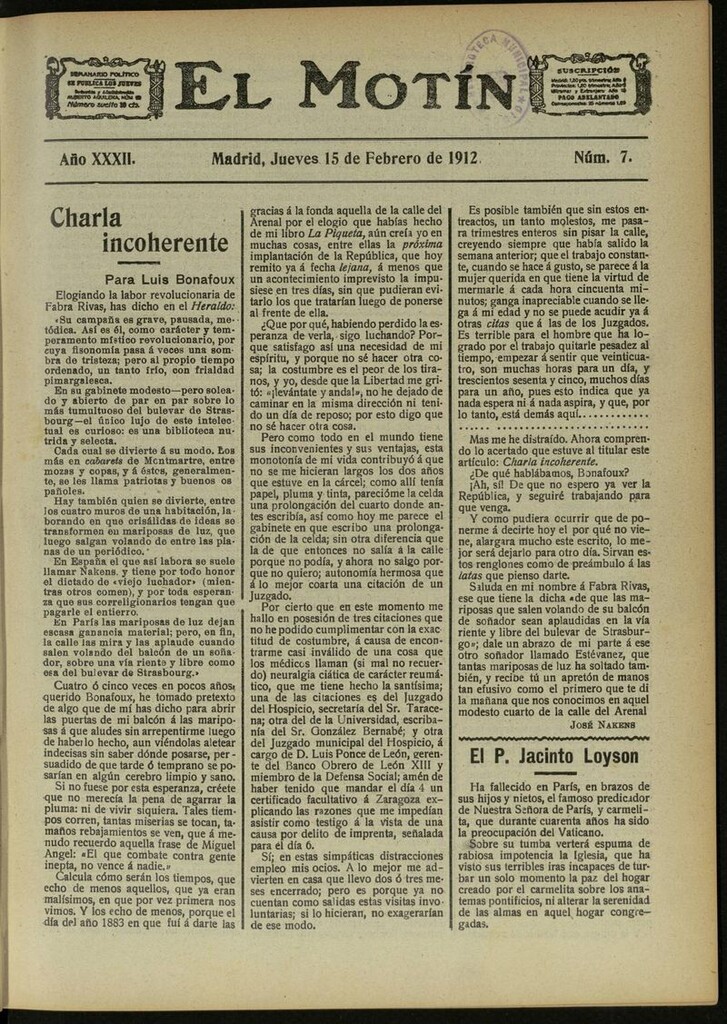 SEMANARIO POLÍTICO
SE PUBLICA LOS JUEVES
Número suelto 10 cts.
EL MOTÍN
SUSCRIPCIÓN
PAGO ADELANTADO
Año XXXII.
Madrid, Jueves 15 de Febrero de 1912.
Núm. 7.
Charla
incoherente
Para Luis Bonafoux
Elogiando la labor revolucionaria de
Fabra Rivas, has dicho en el Heraldo:
«Su campaña es grave, pausada, me-
tódica. Así es él, como carácter y tem-
peramento místico revolucionario, por
cuya fisonomía pasa á veces una som-
bra de tristeza; pero al propio tiempo
ordenado, un tanto frío, con frialdad
pimargalesca.
En su gabinete modesto—pero solea-
do y abierto de par en par sobre lo
más tumultuoso del bulevar de Stras-
bourg—el único lujo de este intelec-
tual es curioso: es una biblioteca nu-
trida y selecta.
Cada cual se divierte á su modo. Los
más en cabarets de Montmartre, entre
mozas y copas, y á éstos, generalmen-
te, se les llama patriotas y buenos es
pañoles.
Hay también quien se divierte, entre
los cuatro muros de una habitación, la-
borando en que crisálidas de ideas se
transformen en mariposas de luz, que
luego salgan volando de entre las pla-
nas de un periódico.
En España el que así labora se suele
llamar Nakens, y tiene por todo honor
el dictado de «viejo luchador» (mien-
tras otros comen), y por toda esperan-
za que sus correligionarios tengan que
pagarle el entierro.
En París las mariposas de luz dejan
escasa ganancia material; pero, en fin,
la calle las mira y las aplaude cuando
salen volando del balcón de un soña-
dor, sobre una vía riente y libre como
esa del bulevar de Strasbourg.»
Cuatro ó cinco veces en pocos años,
querido Bonafoux, he tomado pretexto
de algo que de mí has dicho para abrir
las puertas de mi balcón á las maripo-
sas á que aludes sin arrepentirme luego
de haberlo hecho, aun viéndolas aletear
indecisas sin saber dónde posarse, per-
suadido de que tarde ó temprano se po-
sarían en algún cerebro limpio y sano.
Si no fuese por esta esperanza, créete
que no merecía la pena de agarrar la
pluma: ni de vivir siquiera. Tales tiem-
pos corren, tantas miserias se tocan, ta-
maños rebajamientos se ven, que á me-
nudo recuerdo aquella frase de Miguel
Angel: «El que combate contra gente
inepta, no vence á nadie.»
Calcula cómo serán los tiempos, que
echo de menos aquellos, que ya eran
malísimos, en que por vez primera nos
vimos. Y los echo de menos, porque el
día del año 1883 en que fuí á darte las
gracias á la fonda aquella de la calle del
Arenal por el elogio que habías hecho
de mi libro La Piqueta, aún creía yo en
muchas cosas, entre ellas la próxima
implantación de la República, que hoy
remito ya á fecha lejana, á menos que
un acontecimiento imprevisto la impu-
siese en tres días, sin que pudieran evi-
tarlo los que tratarían luego de ponerse
al frente de ella.
¿Que por qué, habiendo perdido la es-
peranza de verla, sigo luchando? Por-
que satisfago así una necesidad de mi
espíritu, y porque no sé hacer otra co-
sa; la costumbre es el peor de los tira-
nos, y yo, desde que la Libertad me gri-
tó: «¡levántate y anda!», no he dejado de
caminar en la misma dirección ni teni-
do un día de reposo; por esto digo que
no sé hacer otra cosa.
Pero como todo en el mundo tiene
sus inconvenientes y sus ventajas, esta
monotonía de mi vida contribuyó á que
no se me hicieran largos los dos años
que estuve en la cárcel; como allí tenía
papel, pluma y tinta, parecióme la celda
una prolongación del cuarto donde an-
tes escribía, así como hoy me parece el
gabinete en que escribo una prolonga-
ción de la celda; sin otra diferencia que
la de que entonces no salía á la calle
porque no podía, y ahora no salgo por-
que no quiero; autonomía hermosa que
á lo mejor coarta una citación de un
Juzgado.
Por cierto que en este momento me
hallo en posesión de tres citaciones que
no he podido cumplimentar con la exac
titud de costumbre, á causa de encon-
trarme casi inválido de una cosa que
los médicos llaman (si mal no recuer-
do) neuralgia ciática de carácter reumá-
tico, que me tiene hecho la santísima;
una de las citaciones es del Juzgado
del Hospicio, secretaría del Sr. Tarace-
na; otra del de la Universidad, escriba-
nía del Sr. González Bernabé; y otra
del Juzgado municipal del Hospicio, á
cargo de D. Luis Ponce de León, geren-
te del Banco Obrero de León XIII y
miembro de la Defensa Social; amén de
haber tenido que mandar el día 4 un
certificado facultativo á Zaragoza ex-
plicando las razones que me impedían
asistir como testigo á la vista de una
causa por delito de imprenta, señalada
para el día 6.
Sí; en estas simpáticas distracciones
empleo mis ocios. A lo mejor me ad-
vierten en casa que llevo dos ó tres me-
ses encerrado; pero es porque ya no
cuentan como salidas estas visitas invo-
luntarias; si lo hicieran, no exagerarían
de ese modo.
Es posible también que sin estos en-
treactos, un tanto molestos, me pasa-
ra trimestres enteros sin pisar la calle,
creyendo siempre que había salido la
semana anterior; que el trabajo constan-
te, cuando se hace á gusto, se parece á la
mujer querida en que tiene la virtud de
mermarle á cada hora cincuenta mi-
nutos; ganga inapreciable cuando se lle-
ga á mi edad y no se puede acudir ya á
otras citas que á las de los Juzgados.
Es terrible para el hombre que ha lo-
grado por el trabajo quitarle pesadez al
tiempo, empezar á sentir que veinticua-
tro, son muchas horas para un día, y
trescientos sesenta y cinco, muchos días
para un año, pues esto indica que ya
nada espera ni á nada aspira, y que, por
lo tanto, está demás aquí............
..............................
Mas me he distraído. Ahora compren-
do lo acertado que estuve al titular este
artículo: Charla incoherente.
¿De qué hablábamos, Bonafoux?
¡Ah, sí! De que no espero ya ver la
República, y seguiré trabajando para
que venga.
Y como pudiera ocurrir que de po-
nerme á decirte hoy el por qué no vie-
ne, alargara mucho este escrito, lo me-
jor será dejarlo para otro día. Sirvan es-
tos renglones como de preámbulo á las
latas que pienso darte.
Saluda en mi nombre á Fabra Rivas,
ese que tiene la dicha «de que las ma-
riposas que salen volando de su balcón
de soñador sean aplaudidas en la vía
riente y libre del bulevar de Strasbur-
go»; dale un abrazo de mi parte á ese
otro soñador llamado Estévanez, que
tantas mariposas de luz ha soltado tam-
bién, y recibe tú un apretón de manos
tan efusivo como el primero que te dí
la mañana que nos conocimos en aquel
modesto cuarto de la calle del Arenal
JOSÉ NAKENS
El P. Jacinto Loyson
Ha fallecido en París, en brazos de
sus hijos y nietos, el famoso predicador
de Nuestra Señora de París, y carmeli-
ta, que durante cuarenta años ha sido
la preocupación del Vaticano.
Sobre su tumba verterá espuma de
rabiosa impotencia la Iglesia, que ha
visto sus terribles iras incapaces de tur-
bar un solo momento la paz del hogar
creado por el carmelita sobre los ana-
temas pontificios, ni alterar la serenidad
de las almas en aquel hogar congre-
gadas.